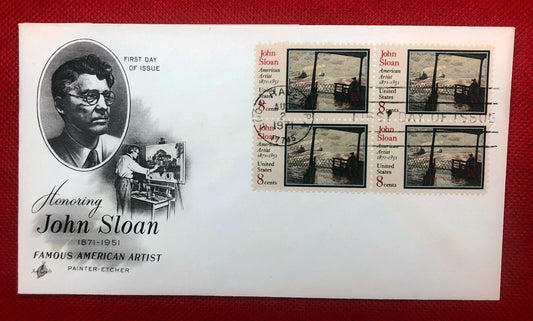 FIRST DAY
OF ISSUE
Honoring
John Sloan
1871-1951
FAMOUS AMERICAN ARTIST
PAINTER-ETCHER
John
Sloan
American
Artist
1871-1951
United
States
8 cents
John
Sloan
American
Artist
1871-1951
United
States
8 cents
John
Sloan
American
Artist
1871-1951
United
States
8 cents
John
Sloan
American
Artist
1871-1951
United
States
8 cents
DAY OF ISSUE
17745